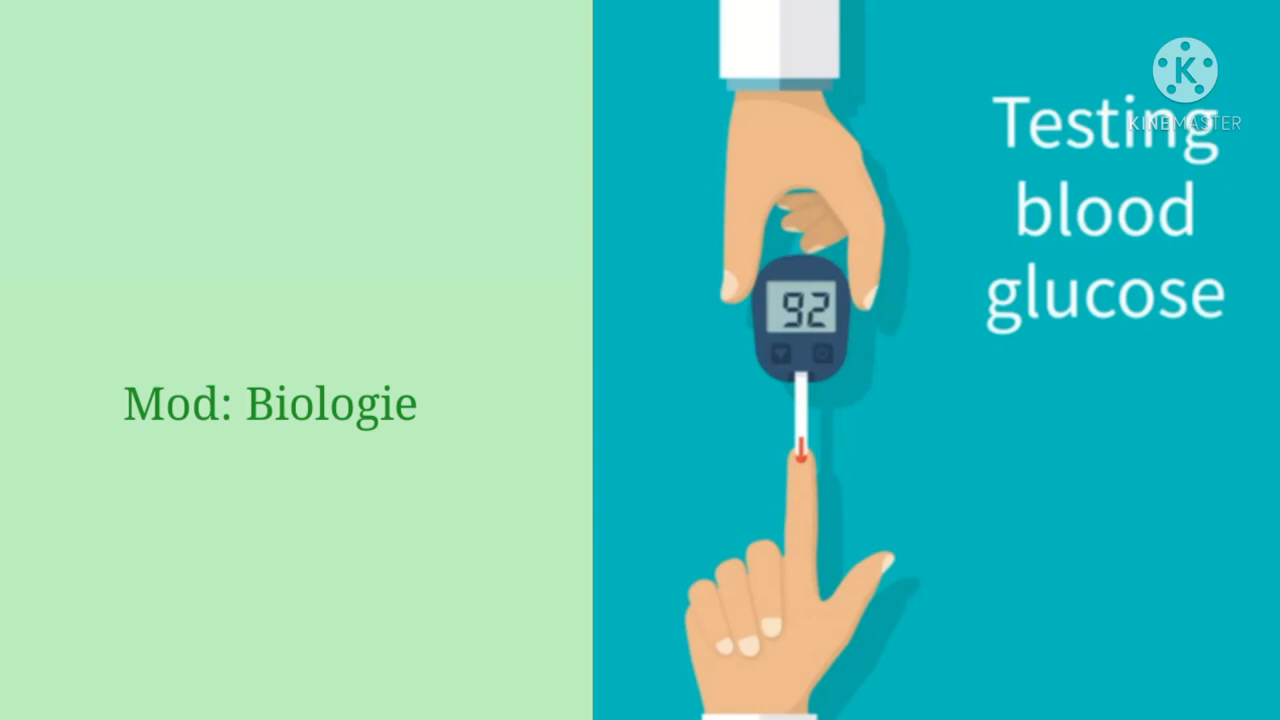 Mod: Biologie
K
KINEMASTER
Testing
blood
glucose
92